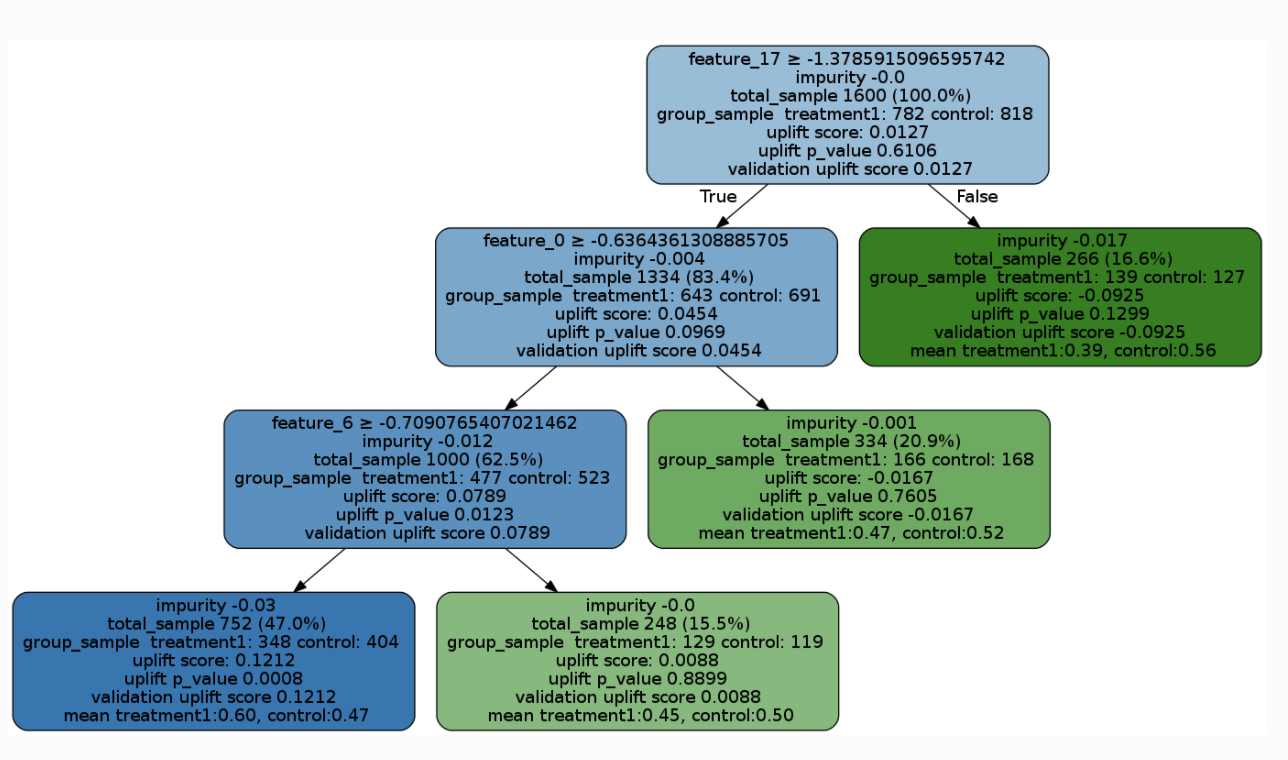 feature_17 ≥ -1.3785915096595742
impurity -0.0
total_sample 1600 (100.0%)
group_sample treatment1: 782 control: 818
uplift score: 0.0127
uplift p_value 0.6106
validation uplift score 0.0127
True
False
feature_0 ≥ -0.6364361308885705
impurity -0.004
total_sample 1334 (83.4%)
group_sample treatment1: 643 control: 691
uplift score: 0.0454
uplift p_value 0.0969
validation uplift score 0.0454
impurity -0.017
total_sample 266 (16.6%)
group_sample treatment1: 139 control: 127
uplift score: -0.0925
uplift p_value 0.1299
validation uplift score -0.0925
mean treatment1:0.39, control:0.56
feature_6 ≥ -0.7090765407021462
impurity -0.012
total_sample 1000 (62.5%)
group_sample treatment1: 477 control: 523
uplift score: 0.0789
uplift p_value 0.0123
validation uplift score 0.0789
impurity -0.001
total_sample 334 (20.9%)
group_sample treatment1: 166 control: 168
uplift score: -0.0167
uplift p_value 0.7605
validation uplift score -0.0167
mean treatment1:0.47, control:0.52
impurity -0.03
total_sample 752 (47.0%)
group_sample treatment1: 348 control: 404
uplift score: 0.1212
uplift p_value 0.0008
validation uplift score 0.1212
mean treatment1:0.60, control:0.47
impurity -0.0
total_sample 248 (15.5%)
group_sample treatment1: 129 control: 119
uplift score: 0.0088
uplift p_value 0.8899
validation uplift score 0.0088
mean treatment1:0.45, control:0.50